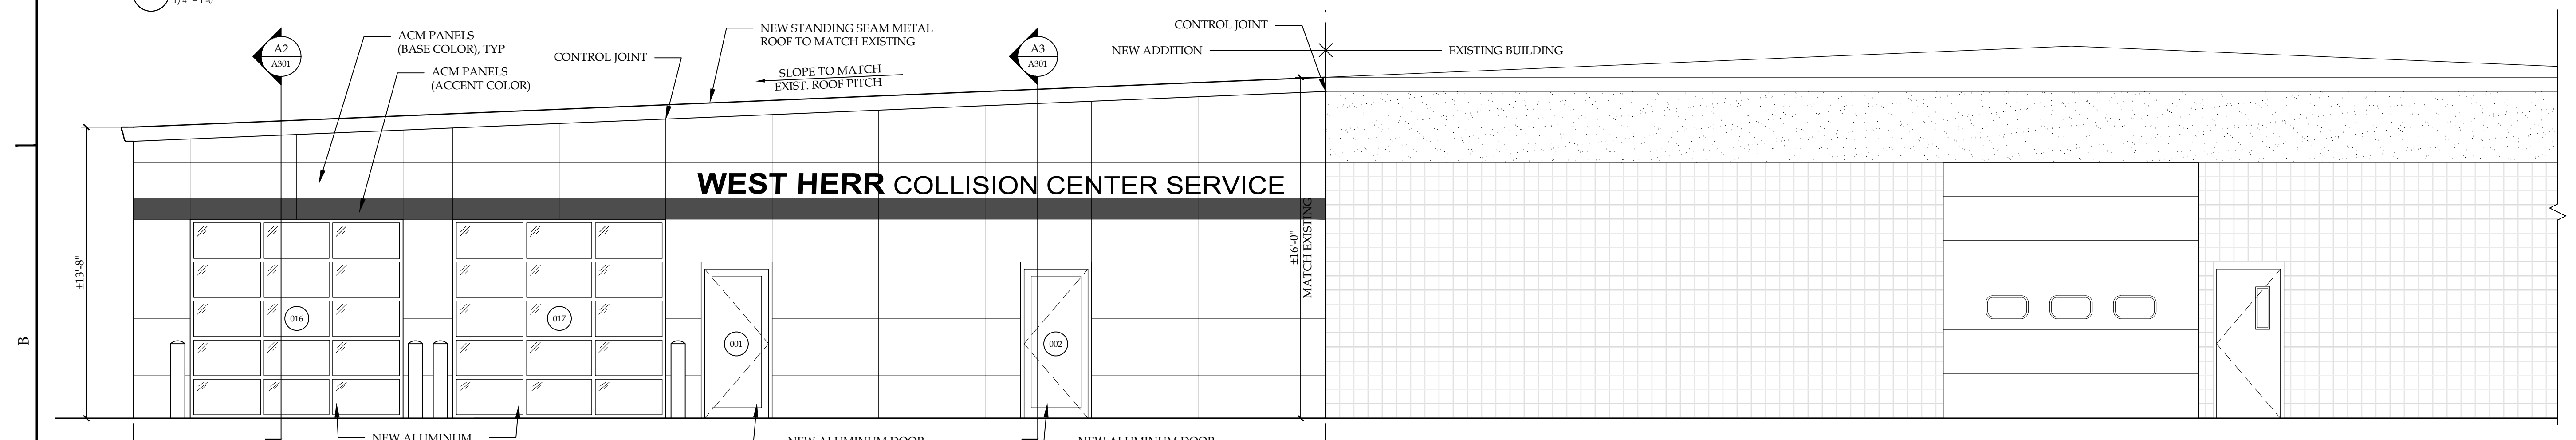 1/4" = 1'-0"
CONTROL JOINT
NEW STANDING SEAM METAL
ROOF TO MATCH EXISTING
ACM PANELS
(BASE COLOR), TYP
A2
A301
A3
A301
NEW ADDITION
EXISTING BUILDING
CONTROL JOINT
ACM PANELS
(ACCENT COLOR)
SLOPE TO MATCH
EXIST. ROOF PITCH
WEST HERR COLLISION CENTER SERVICE
±13'-8"
±16'-0"
MATCH EXISTING
016
017
001
002
B
NEW ALUMINUM
NEW ALUMINUM DOOR
NEW ALUMINUM DOOR